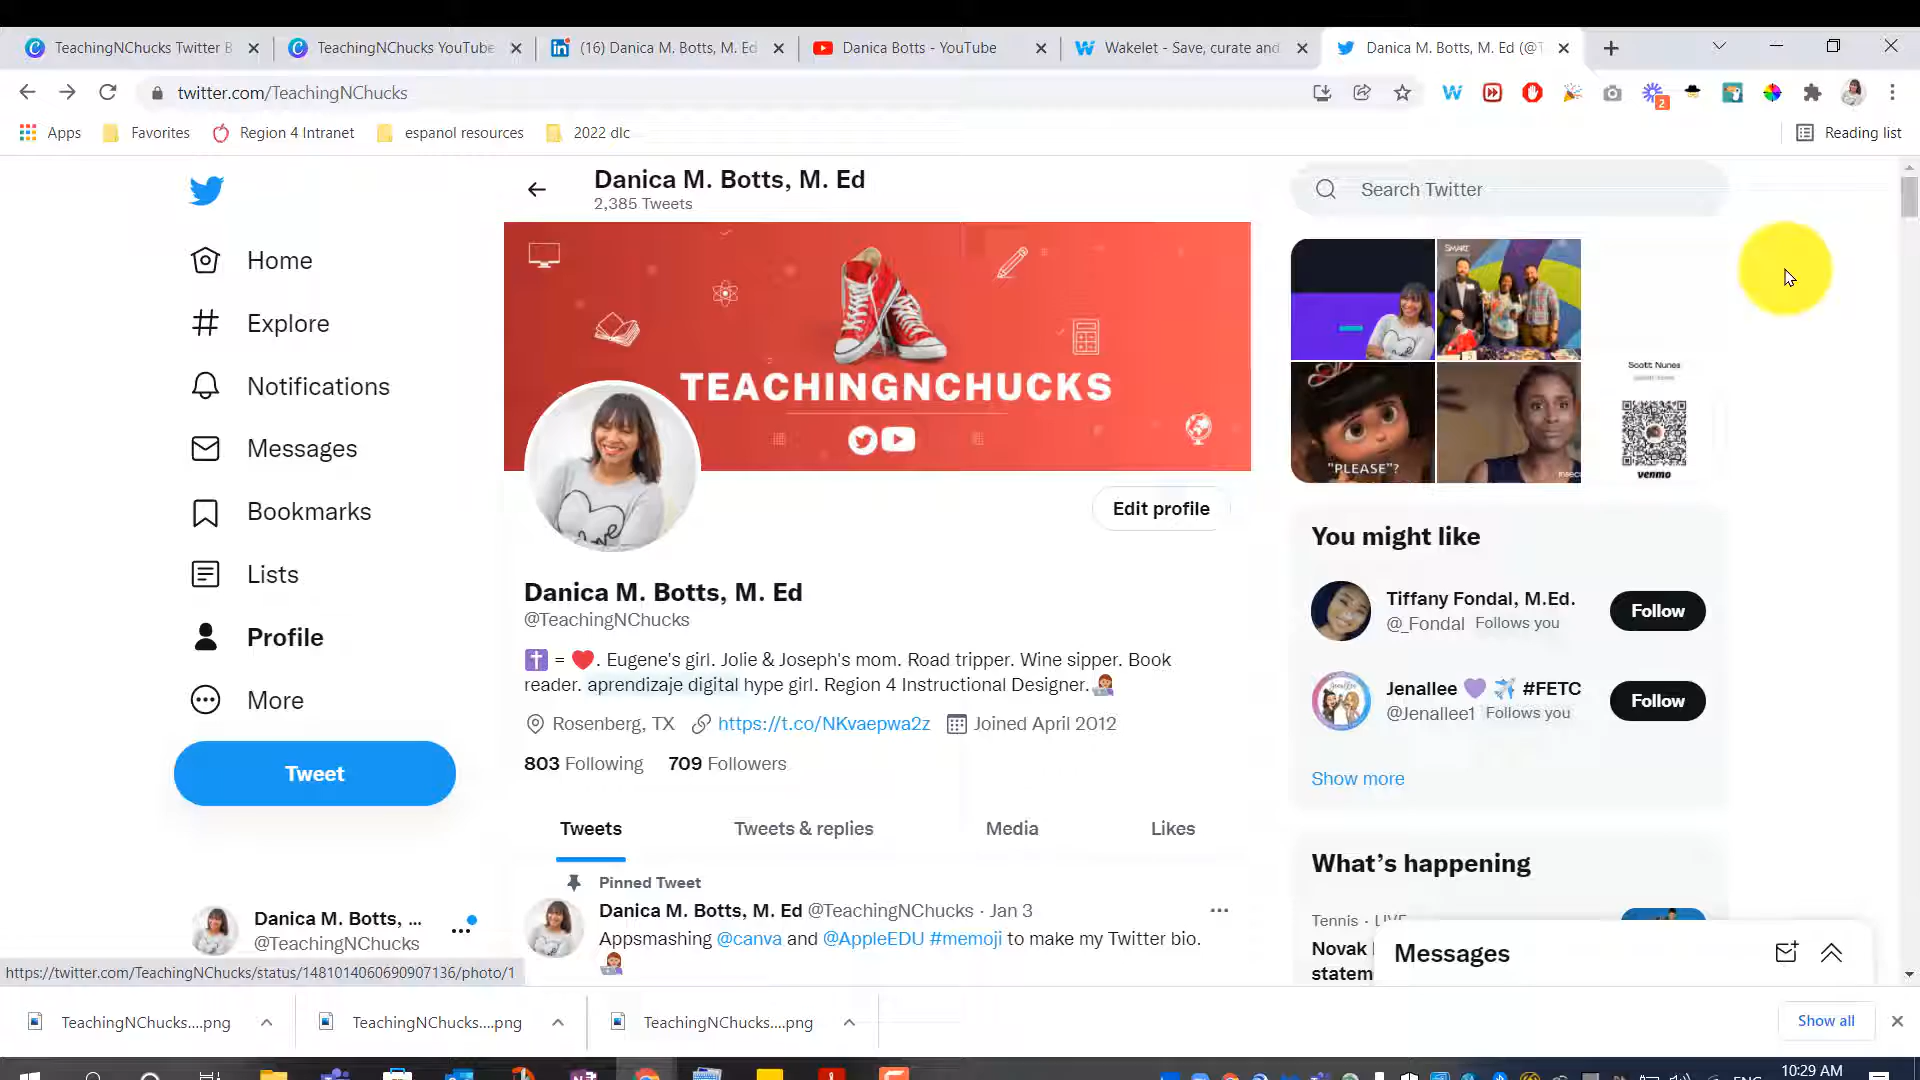 TeachingNChucks Twitter B
TeachingNChucks YouTube
(16) Danica M. Botts, M. Ed
Danica Botts - YouTube
Wakelet - Save, curate and
Danica M. Botts, M. Ed (@T
twitter.com/TeachingNChucks
2
Apps
Favorites
Region 4 Intranet
espanol resources
2022 dlc
Reading list
Danica M. Botts, M. Ed
2,385 Tweets
Search Twitter
Home
Explore
Notifications
Messages
Bookmarks
Lists
Profile
More
Tweet
Danica M. Botts, ...
@TeachingNChucks
TEACHINGNCHUCKS
love
Edit profile
Danica M. Botts, M. Ed
@TeachingNChucks
✝️ = ❤️. Eugene's girl. Jolie & Joseph's mom. Road tripper. Wine sipper. Book
reader. aprendizaje digital hype girl. Region 4 Instructional Designer. 👩🏽‍💻
Rosenberg, TX https://t.co/NKvaepwa2z Joined April 2012
803 Following 709 Followers
Tweets
Tweets & replies
Media
Likes
Pinned Tweet
Danica M. Botts, M. Ed @TeachingNChucks · Jan 3
Appsmashing @canva and @AppleEDU #memoji to make my Twitter bio.
SMART
"PLEASE"?
Scott Nunes
venmo
You might like
Tiffany Fondal, M.Ed.
@_Fondal Follows you
Follow
Jenallee 💜 ✈️ #FETC
@Jenallee1 Follows you
Follow
Show more
What's happening
Tennis · LIVE
Novak
statem
Messages
https://twitter.com/TeachingNChucks/status/1481014060690907136/photo/1
TeachingNChucks....png
TeachingNChucks....png
TeachingNChucks....png
Show all
10:29 AM